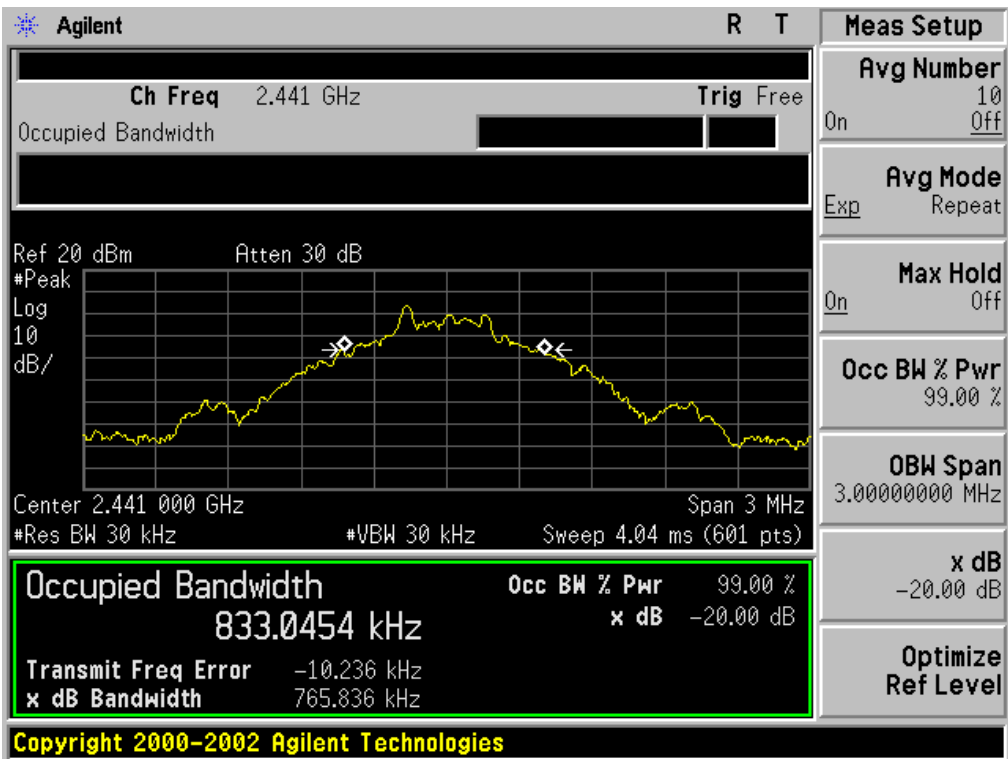 Agilent R T
Ch Freq 2.441 GHz Trig Free
Occupied Bandwidth
Ref 20 dBm Atten 30 dB
#Peak
Log
10
dB/
Center 2.441 000 GHz Span 3 MHz
#Res BW 30 kHz #VBW 30 kHz Sweep 4.04 ms (601 pts)
Occupied Bandwidth Occ BW % Pwr 99.00 %
833.0454 kHz x dB -20.00 dB
Transmit Freq Error -10.236 kHz
x dB Bandwidth 765.836 kHz
Copyright 2000-2002 Agilent Technologies
Meas Setup
Avg Number
10
On Off
Avg Mode
Exp Repeat
Max Hold
On Off
Occ BW % Pwr
99.00 %
OBW Span
3.00000000 MHz
x dB
-20.00 dB
Optimize
Ref Level